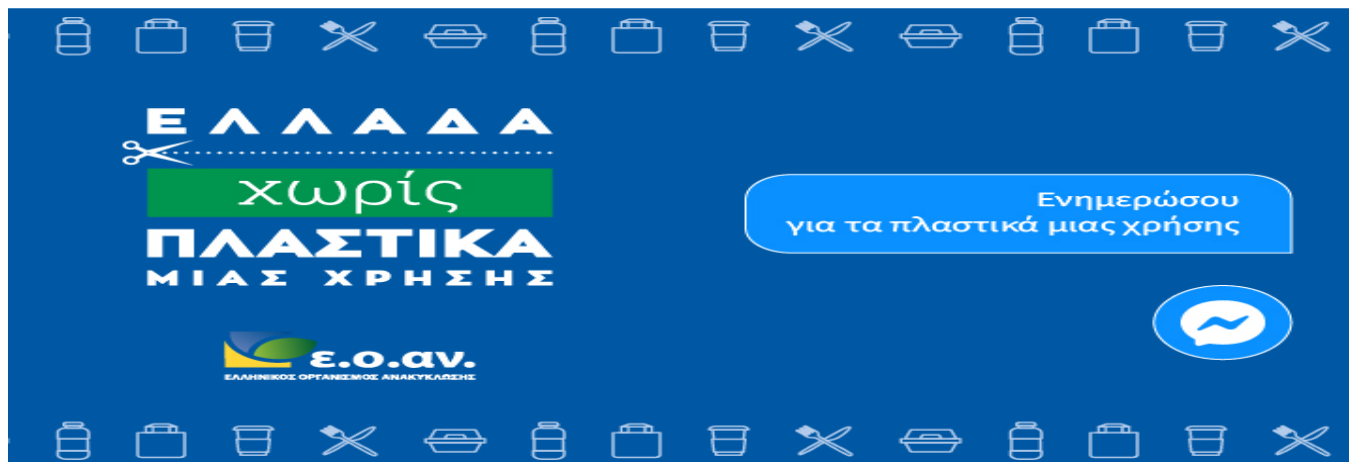 ΕΛΛΑΔΑ
χωρίς
ΠΛΑΣΤΙΚΑ
ΜΙΑΣ ΧΡΗΣΗΣ
ε.ο.αν.
ΕΛΛΗΝΙΚΟΣ ΟΡΓΑΝΙΣΜΟΣ ΑΝΑΚΥΚΛΩΣΗΣ
Ενημερώσου
για τα πλαστικά μιας χρήσης